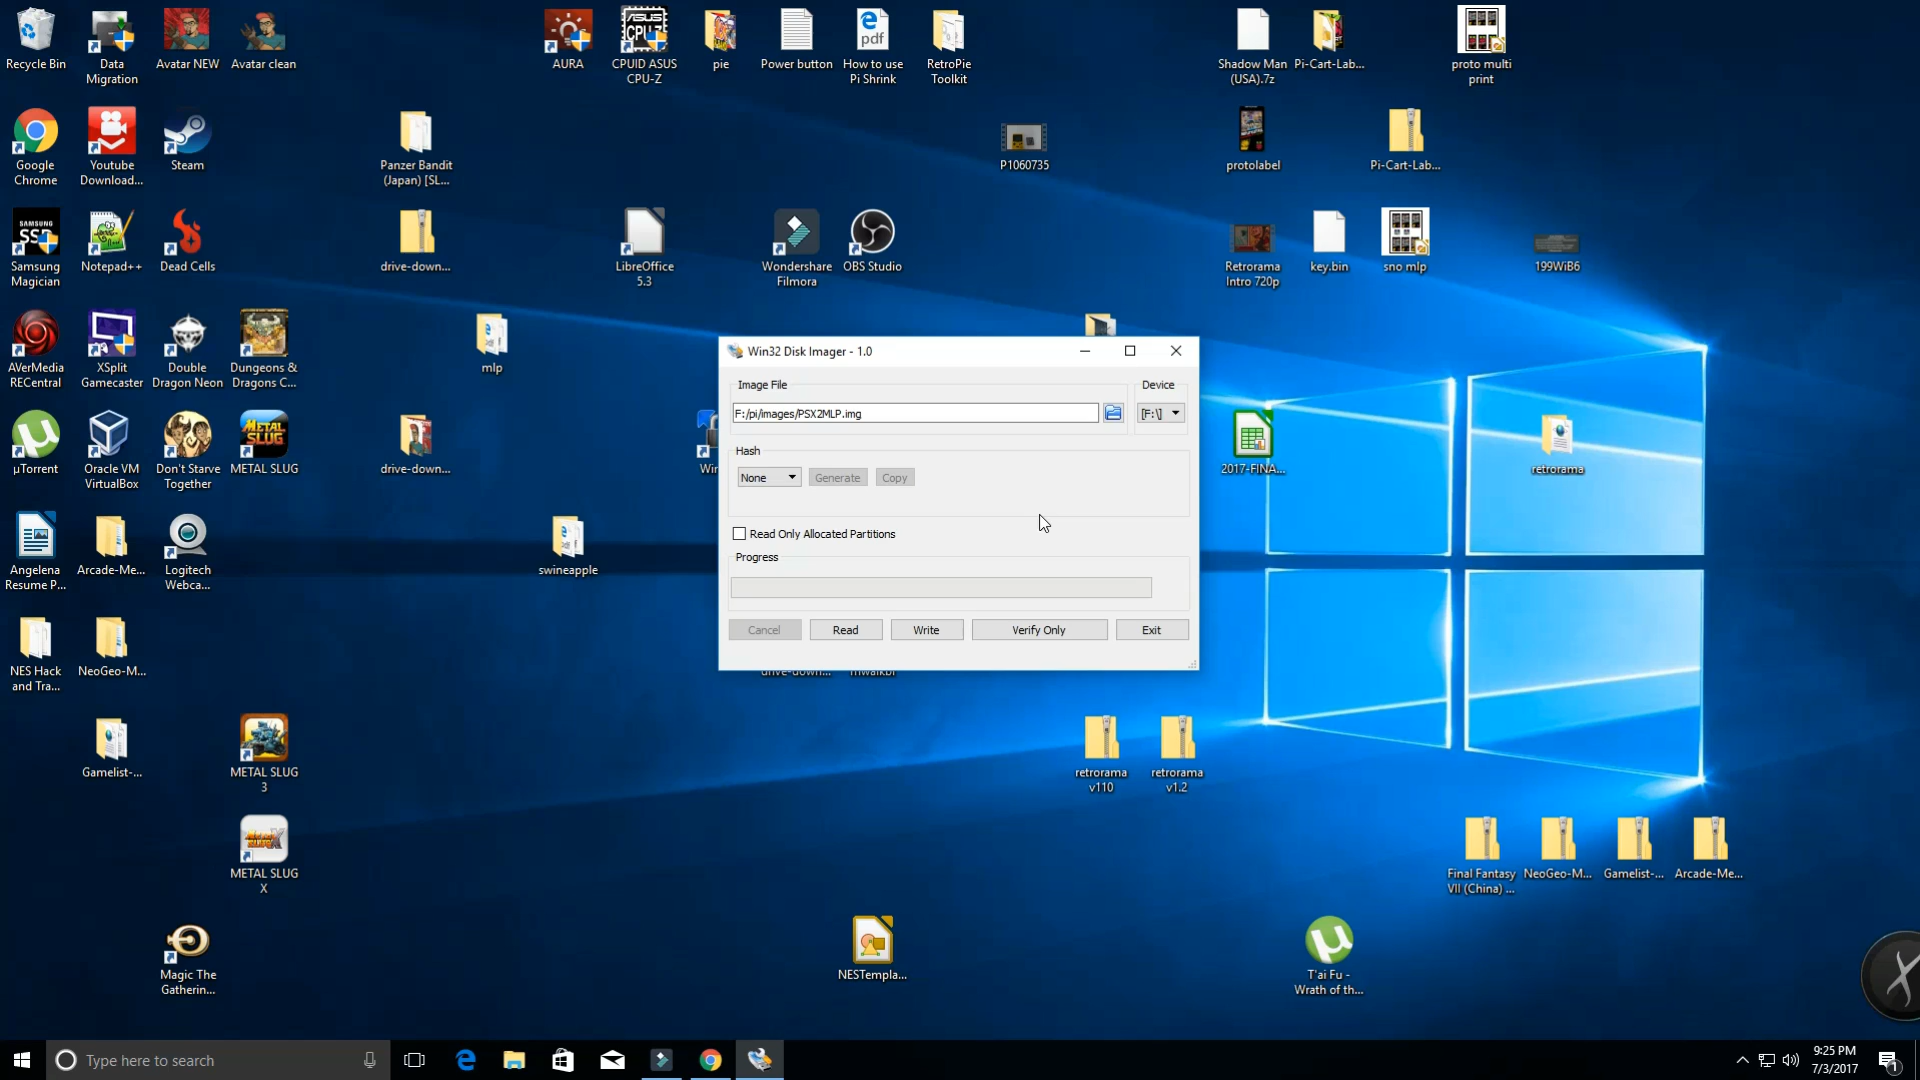 Recycle Bin
Data
Migration
Avatar NEW
Avatar clean
AURA
CPUID ASUS
CPU-Z
pie
Power button
How to use
Pi Shrink
RetroPie
Toolkit
Shadow Man
(USA).7z
Pi-Cart-Lab...
proto multi
print
Google
Chrome
Youtube
Download...
Steam
Panzer Bandit
(Japan) [SL...
P1060735
protolabel
Pi-Cart-Lab...
Samsung
Magician
Notepad++
Dead Cells
drive-down...
LibreOffice
5.3
Wondershare
Filmora
OBS Studio
Retrorama
Intro 720p
key.bin
sno mlp
199WiB6
AVerMedia
RECentral
XSplit
Gamecaster
Double
Dragon Neon
Dungeons &
Dragons C...
mlp
Win32 Disk Imager - 1.0
Image File
Device
F:/pi/images/PSX2MLP.img
[F:\]
Hash
None
Generate
Copy
Read Only Allocated Partitions
Progress
Cancel
Read
Write
Verify Only
Exit
µTorrent
Oracle VM
VirtualBox
Don't Starve
Together
METAL SLUG
drive-down...
Win
2017-FINA...
retrorama
Angelena
Resume P...
Arcade-Me...
Logitech
Webca...
swineapple
NES Hack
and Tra...
NeoGeo-M...
drive-down...
Gamelist-...
METAL SLUG
3
retrorama
v110
retrorama
v1.2
METAL SLUG
X
Final Fantasy
VII (China) ...
NeoGeo-M...
Gamelist-...
Arcade-Me...
Magic The
Gatherin...
NESTempla...
T'ai Fu -
Wrath of th...
Type here to search
9:25 PM
7/3/2017